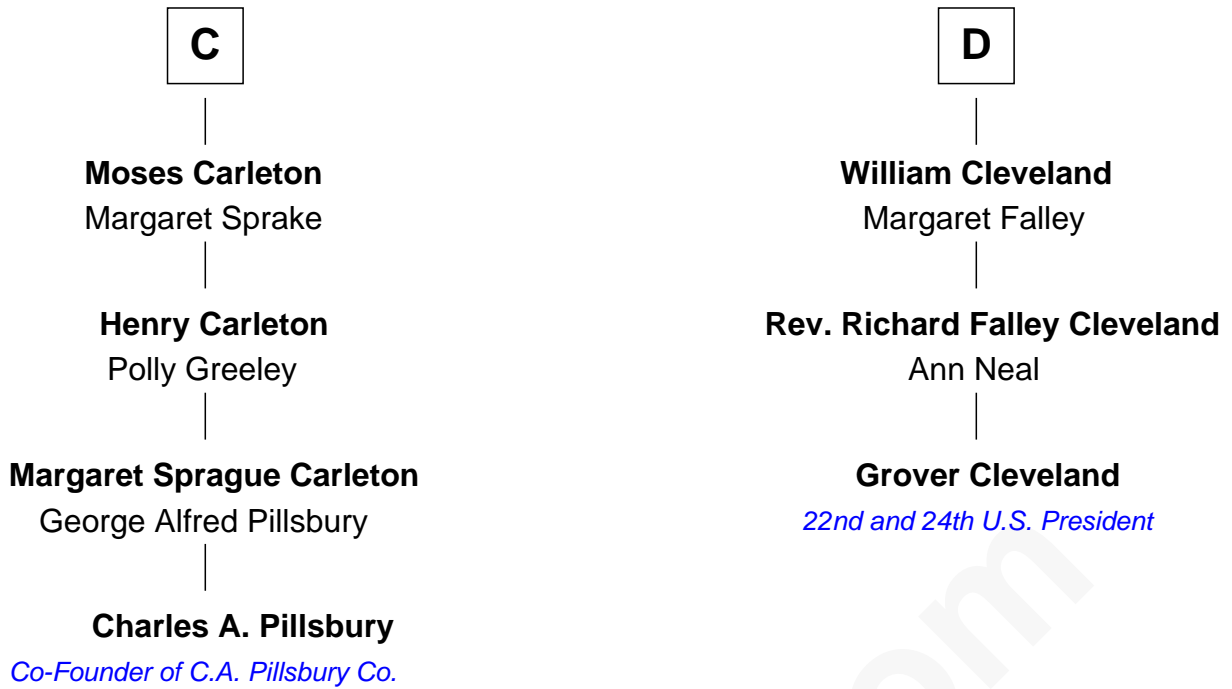 C
Moses Carleton
Margaret Sprake
Henry Carleton
Polly Greeley
Margaret Sprague Carleton
George Alfred Pillsbury
Charles A. Pillsbury
Co-Founder of C.A. Pillsbury Co.
D
William Cleveland
Margaret Falley
Rev. Richard Falley Cleveland
Ann Neal
Grover Cleveland
22nd and 24th U.S. President
om